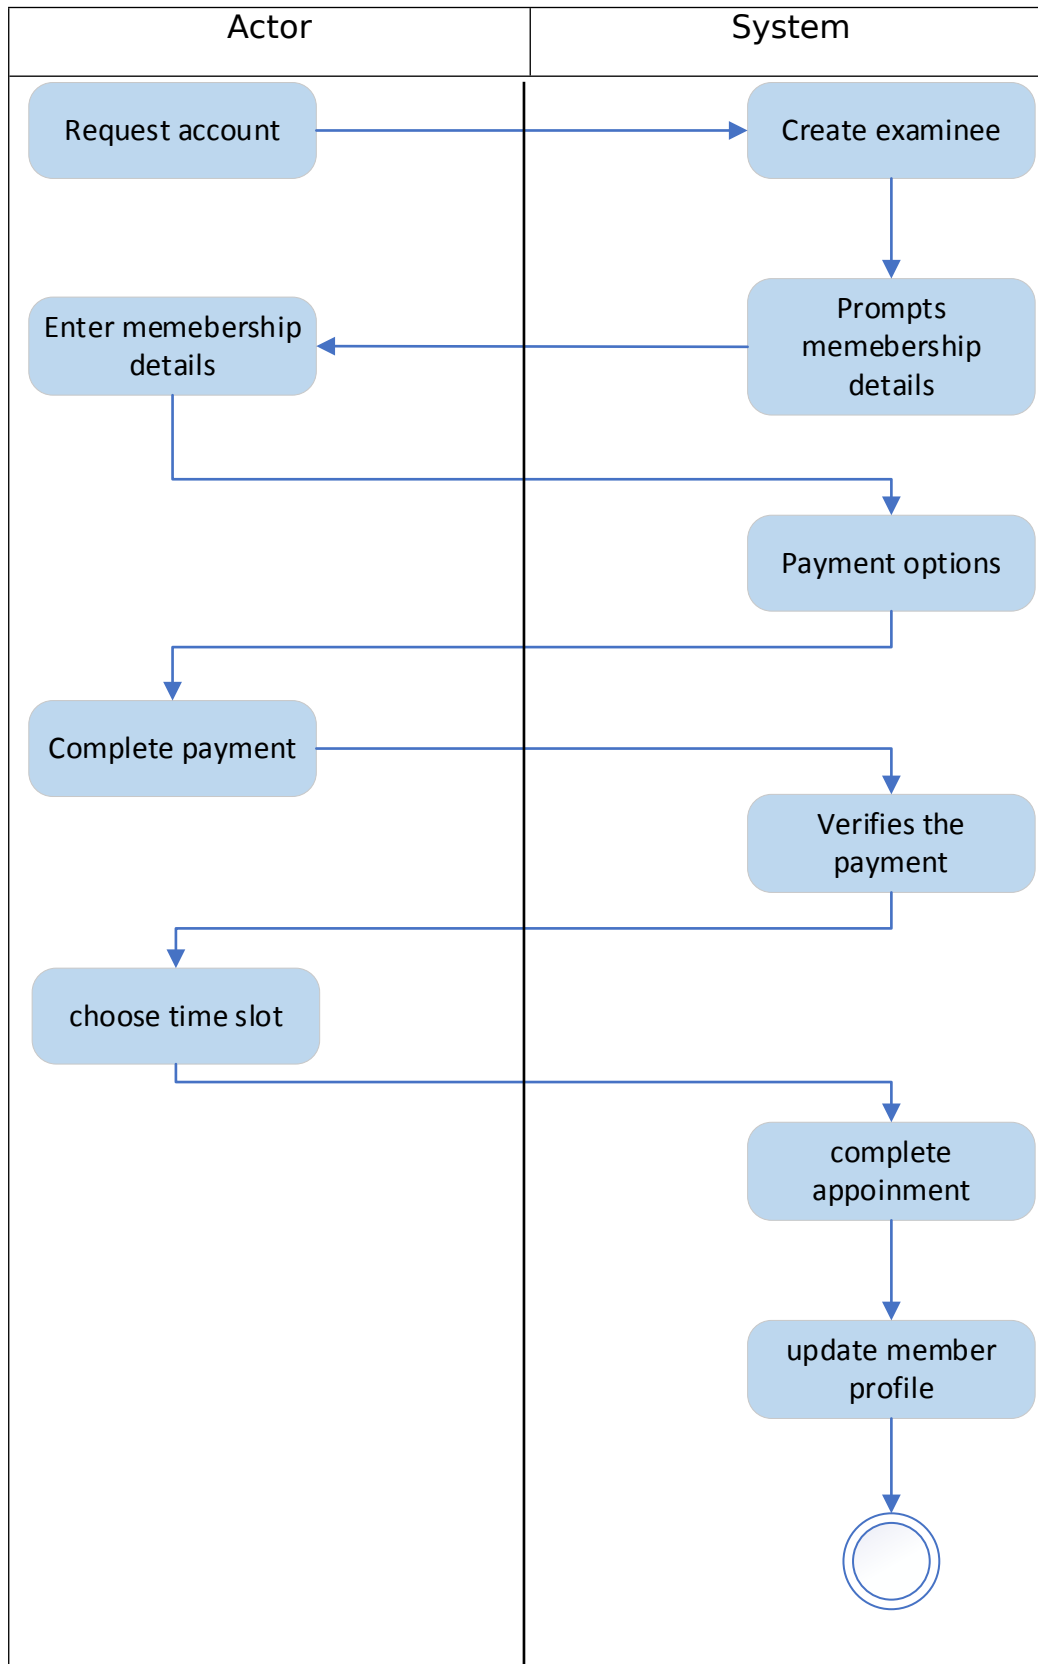 Actor
System
Request account
Create examinee
Prompts
memebership
details
Enter memebership
details
Payment options
Complete payment
Verifies the
payment
choose time slot
complete
appoinment
update member
profile